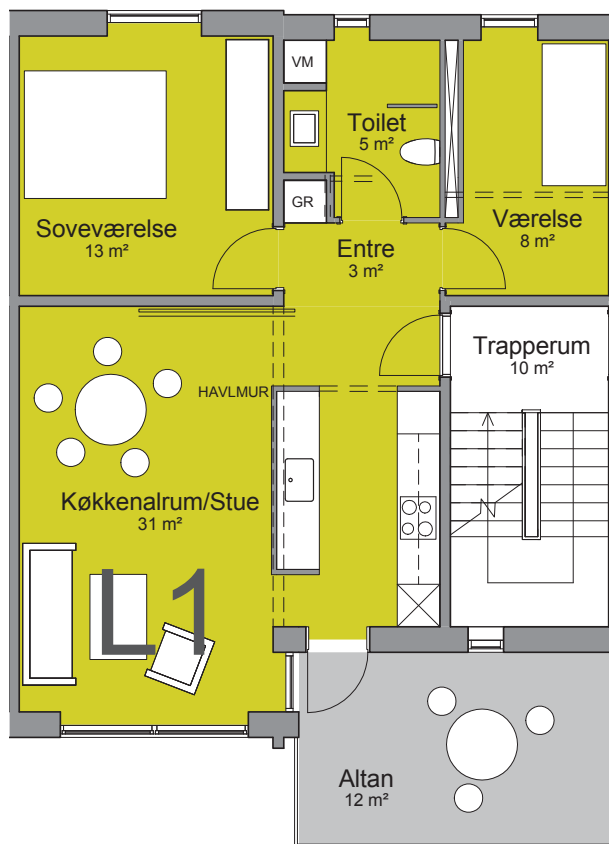 VM
Toilet
5 m²
GR
Soveværelse
13 m²
Entre
3 m²
Værelse
8 m²
Trapperum
10 m²
HAVLMUR
Køkkenalrum/Stue
31 m²
L1
Altan
12 m²